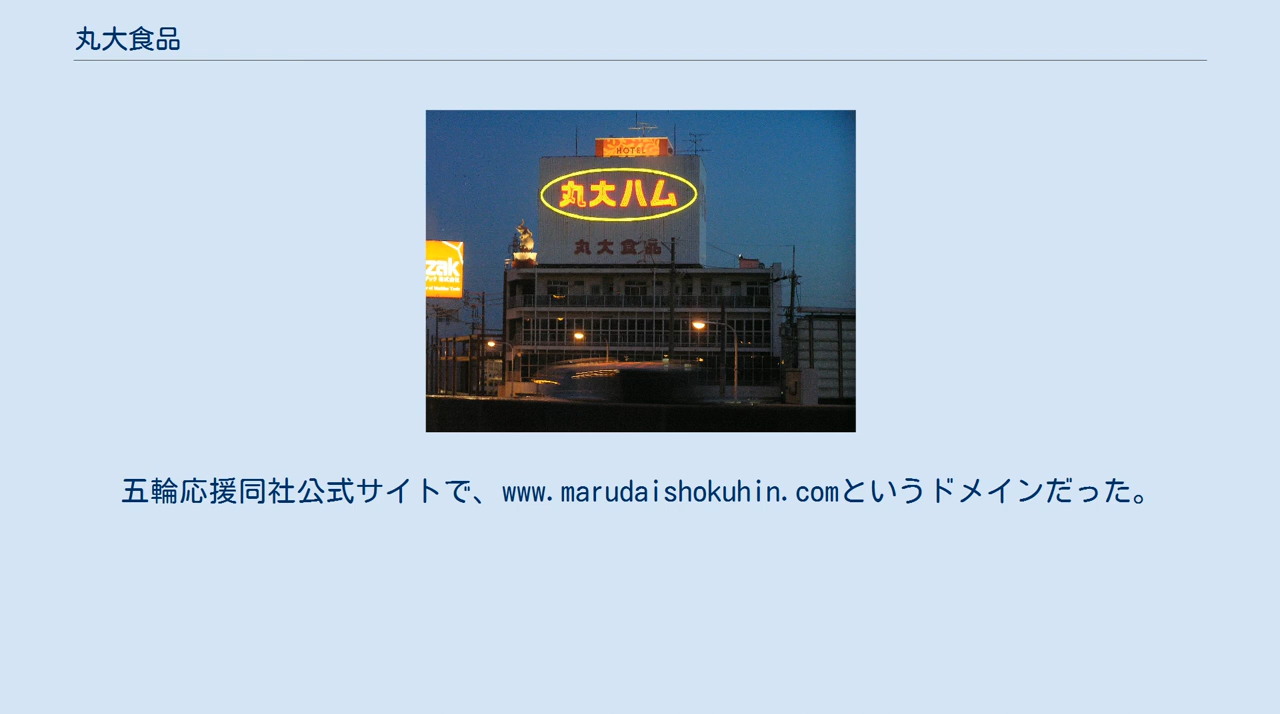 丸大食品
HOTEL
丸大ハム
丸大食品
zak
五輪応援同社公式サイトで、www.marudaishokuhin.comというドメインだった。